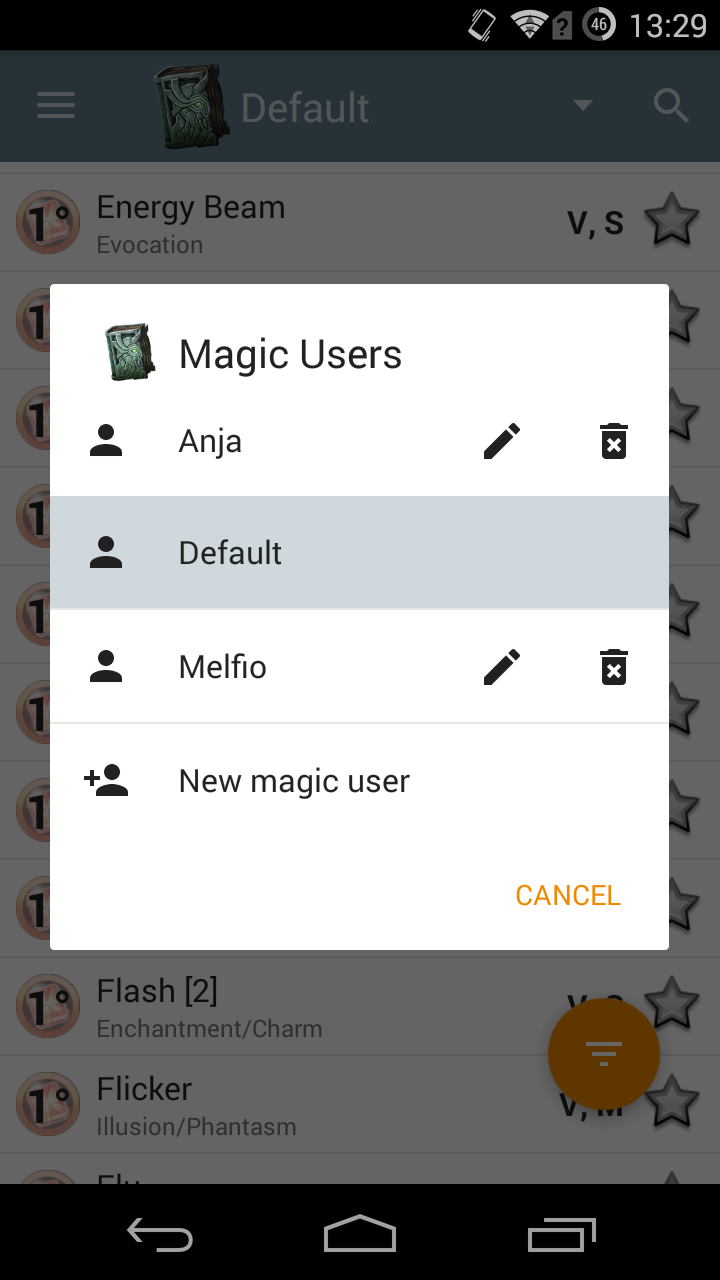 46 13:29
Default
1° Energy Beam V, S
Evocation
Magic Users
Anja
Default
Melfio
New magic user
CANCEL
1° Flash [2]
Enchantment/Charm
1° Flicker V, M
Illusion/Phantasm